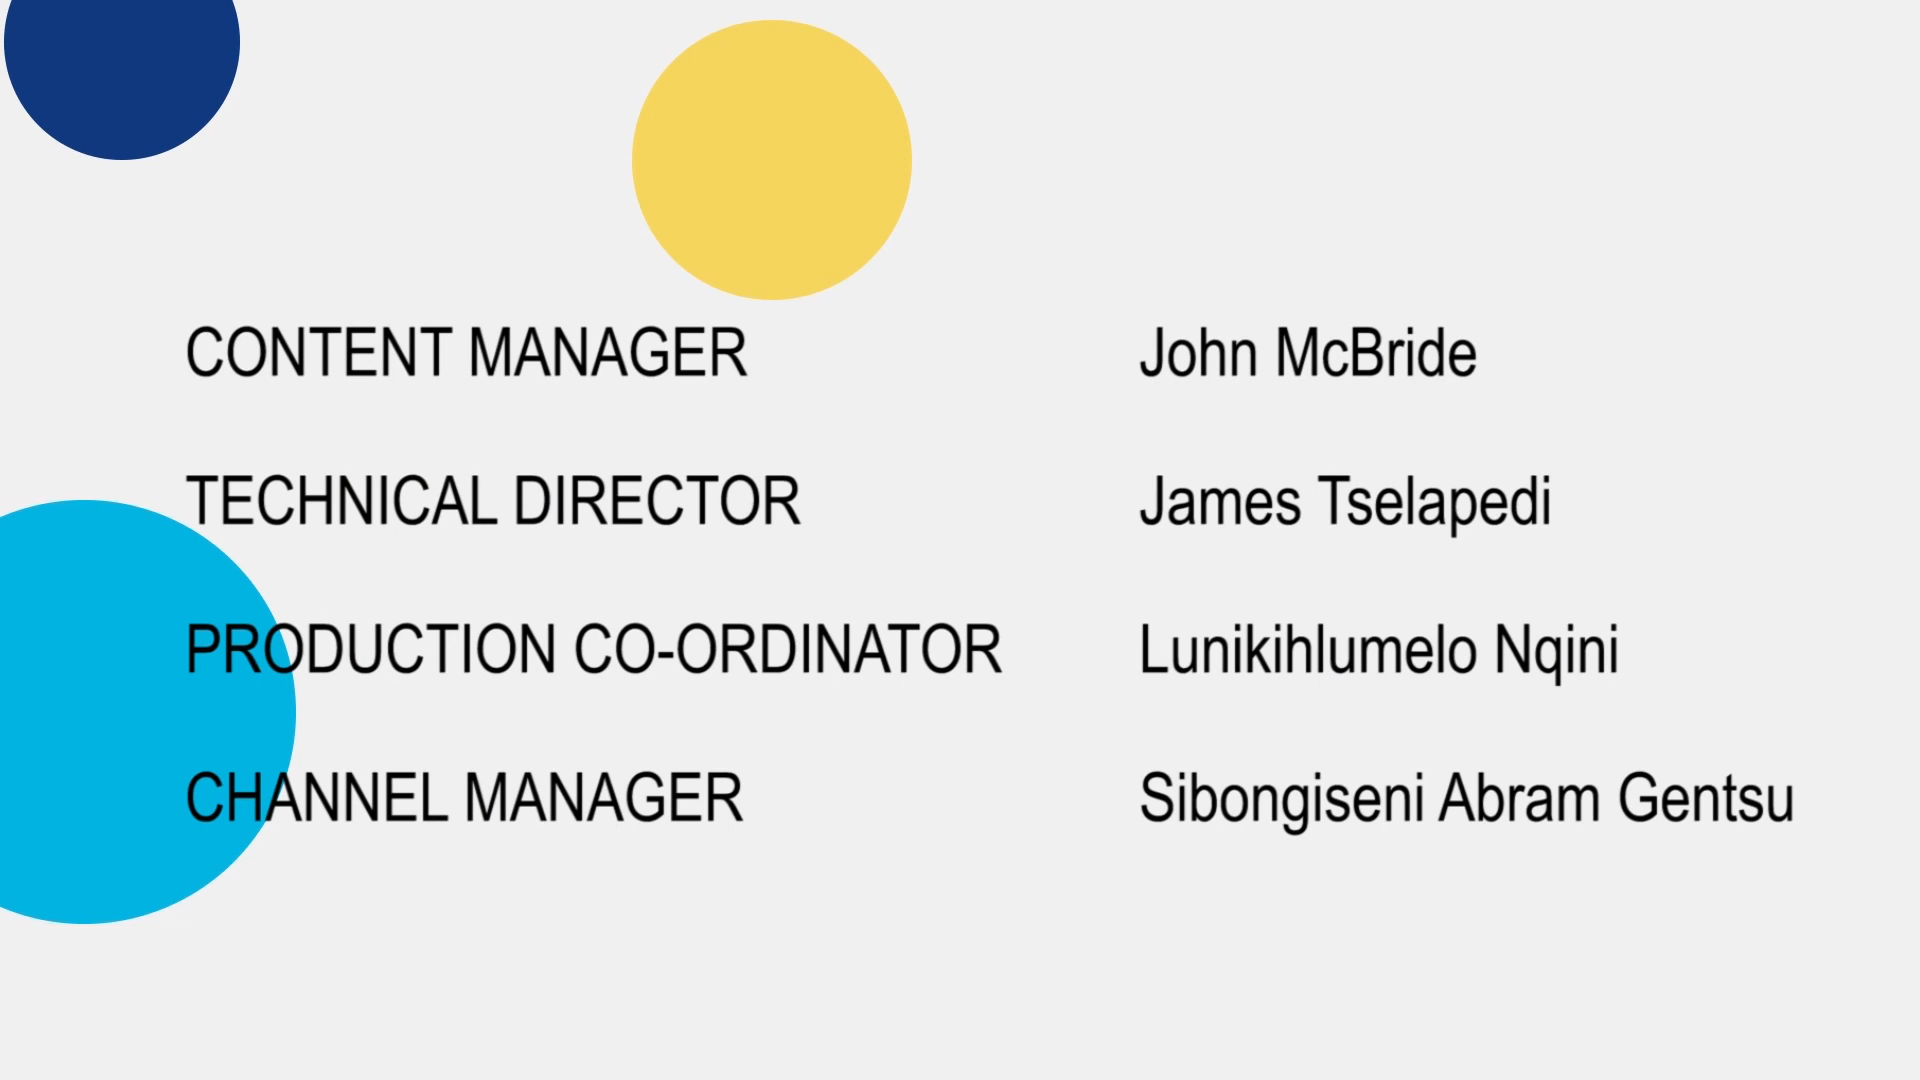 CONTENT MANAGER John McBride
TECHNICAL DIRECTOR James Tselapedi
PRODUCTION CO-ORDINATOR Lunikihlumelo Nqini
CHANNEL MANAGER Sibongiseni Abram Gentsu